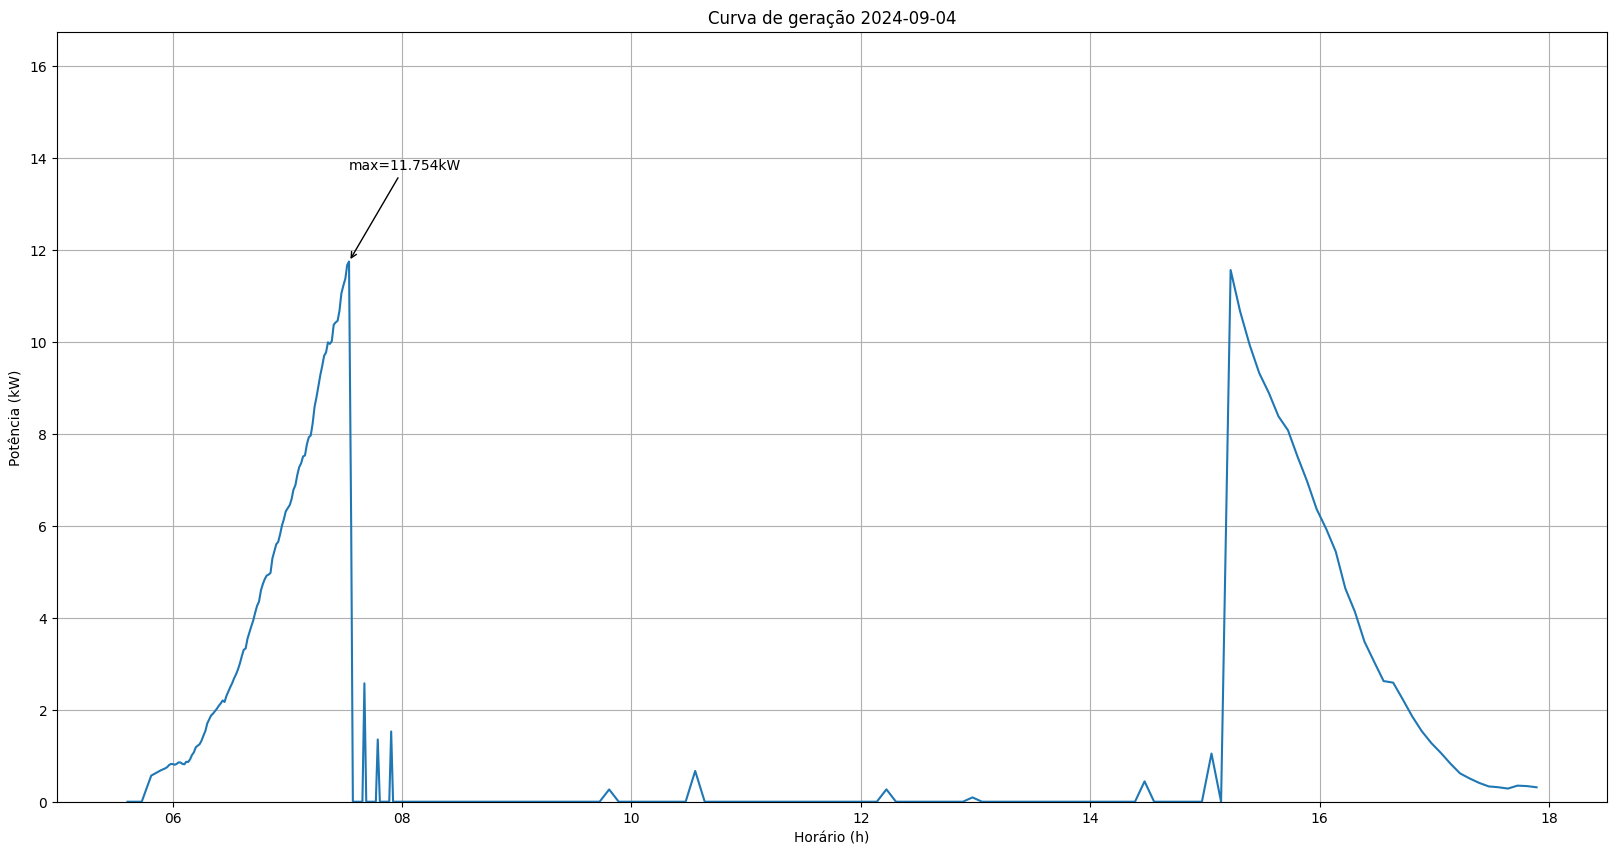 Curva de geração 2024-09-04
16
14
12
10
8
6
4
2
0
Potência (kW)
max=11.754kW
06 08 10 12 14 16 18
Horário (h)